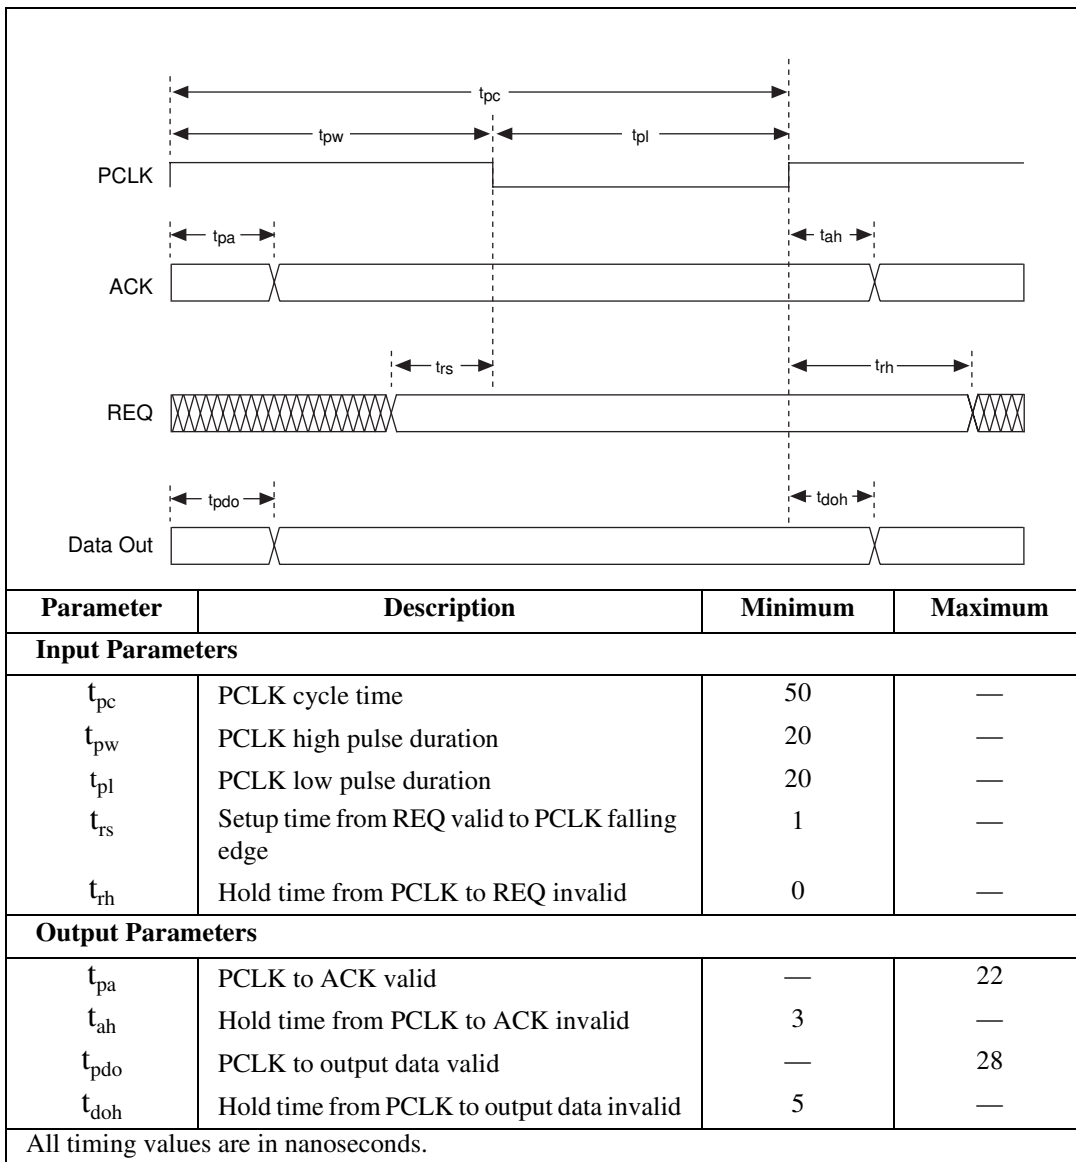 tpc
tpw tpl
PCLK
tpa tah
ACK
trs trh
REQ
tpdo tdoh
Data Out
Parameter Description Minimum Maximum
Input Parameters
tpc PCLK cycle time 50 —
tpw PCLK high pulse duration 20 —
tpl PCLK low pulse duration 20 —
trs Setup time from REQ valid to PCLK falling 1 —
edge
trh Hold time from PCLK to REQ invalid 0 —
Output Parameters
tpa PCLK to ACK valid — 22
tah Hold time from PCLK to ACK invalid 3 —
tpdo PCLK to output data valid — 28
tdoh Hold time from PCLK to output data invalid 5 —
All timing values are in nanoseconds.